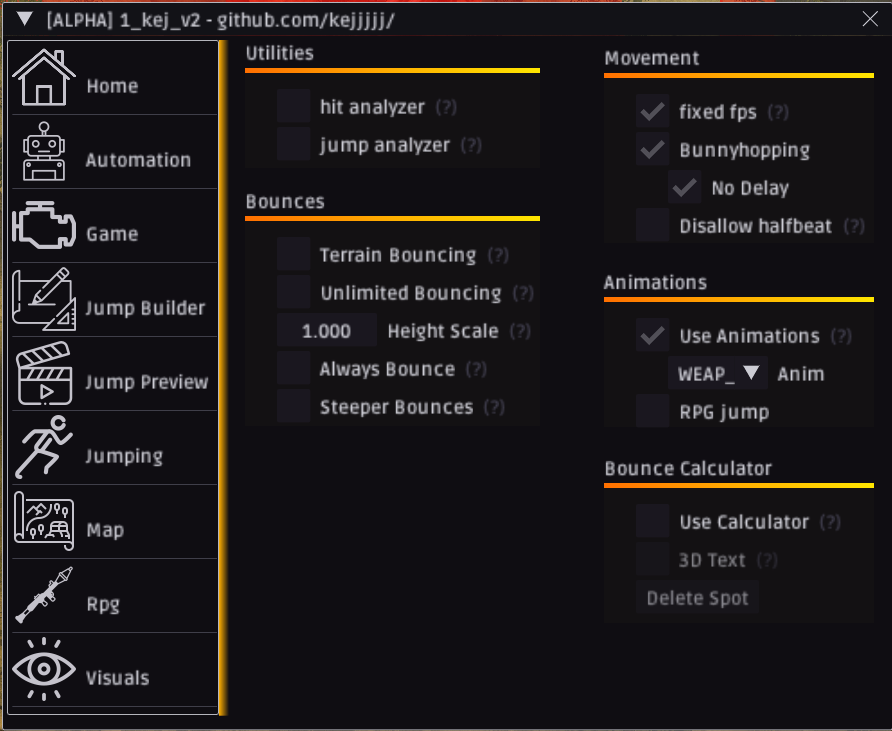 [ALPHA] 1_kej_v2 - github.com/kejjjjj/
Home
Automation
Game
Jump Builder
Jump Preview
Jumping
Map
Rpg
Visuals
Utilities
hit analyzer (?)
jump analyzer (?)
Bounces
Terrain Bouncing (?)
Unlimited Bouncing (?)
1.000 Height Scale (?)
Always Bounce (?)
Steeper Bounces (?)
Movement
fixed fps (?)
Bunnyhopping
No Delay
Disallow halfbeat (?)
Animations
Use Animations (?)
WEAP_ Anim
RPG jump
Bounce Calculator
Use Calculator (?)
3D Text (?)
Delete Spot